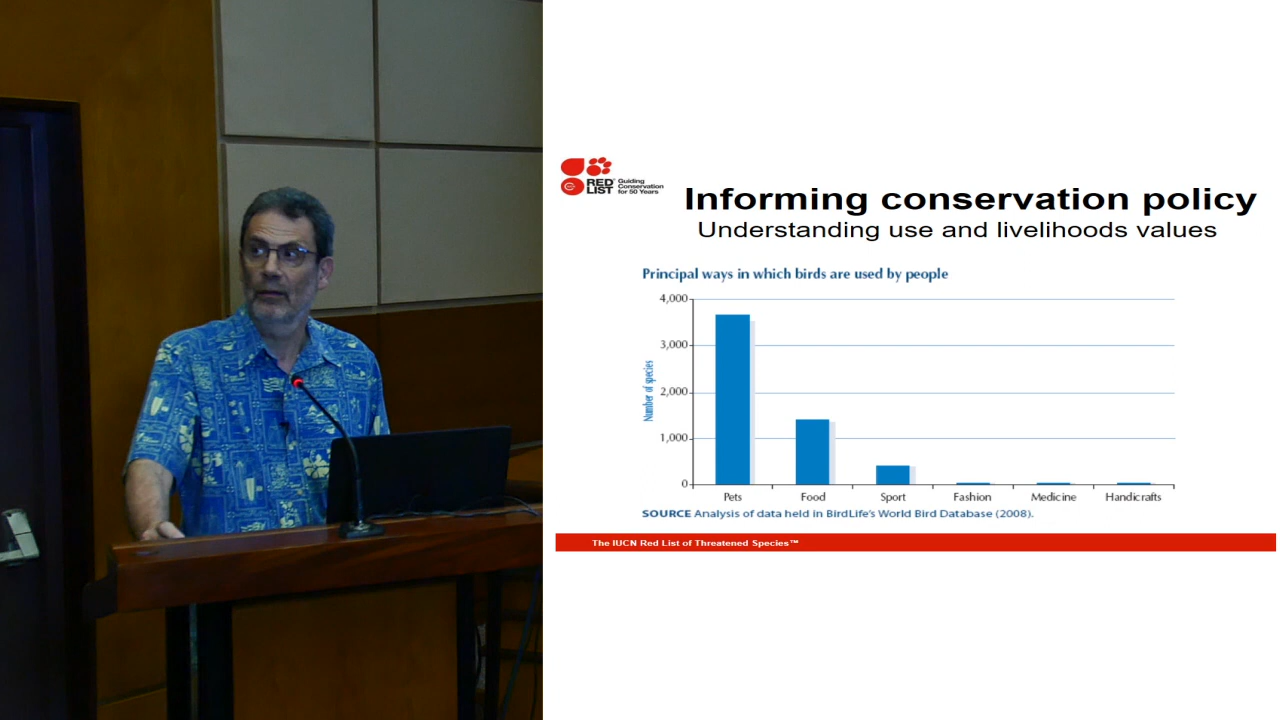 RED
LIST
Guiding
Conservation
for 50 Years
Informing conservation policy
Understanding use and livelihoods values
Principal ways in which birds are used by people
Number of species
4,000
3,000
2,000
1,000
0
Pets Food Sport Fashion Medicine Handicrafts
SOURCE Analysis of data held in BirdLife's World Bird Database (2008).
The IUCN Red List of Threatened Species™